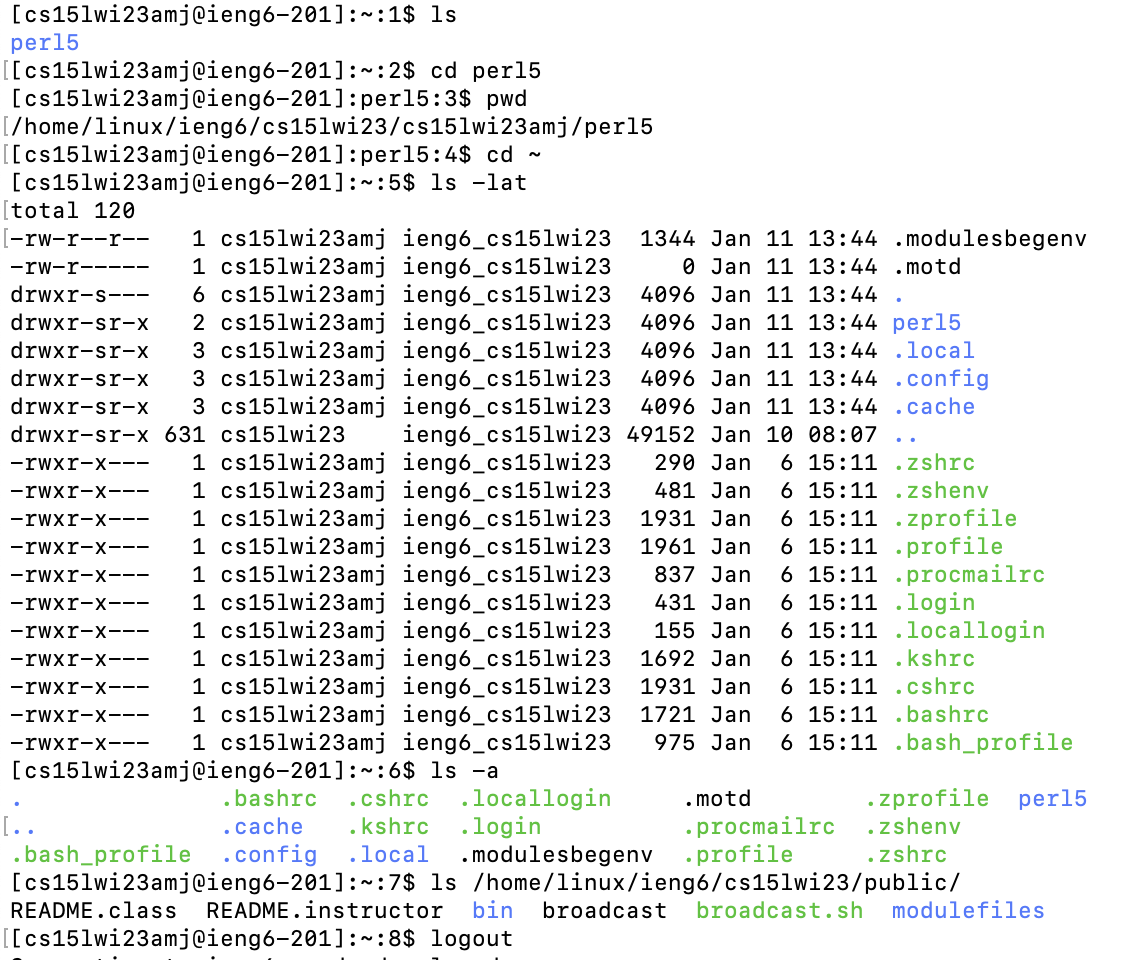 [cs15lwi23amj@ieng6-201]:~:1$ ls
perl5
[[cs15lwi23amj@ieng6-201]:~:2$ cd perl5
[cs15lwi23amj@ieng6-201]:perl5:3$ pwd
[/home/linux/ieng6/cs15lwi23/cs15lwi23amj/perl5
[[cs15lwi23amj@ieng6-201]:perl5:4$ cd ~
[cs15lwi23amj@ieng6-201]:~:5$ ls -lat
[total 120
[-rw-r--r--   1 cs15lwi23amj ieng6_cs15lwi23  1344 Jan 11 13:44 .modulesbegenv
-rw-r-----   1 cs15lwi23amj ieng6_cs15lwi23     0 Jan 11 13:44 .motd
drwxr-s---   6 cs15lwi23amj ieng6_cs15lwi23  4096 Jan 11 13:44 .
drwxr-sr-x   2 cs15lwi23amj ieng6_cs15lwi23  4096 Jan 11 13:44 perl5
drwxr-sr-x   3 cs15lwi23amj ieng6_cs15lwi23  4096 Jan 11 13:44 .local
drwxr-sr-x   3 cs15lwi23amj ieng6_cs15lwi23  4096 Jan 11 13:44 .config
drwxr-sr-x   3 cs15lwi23amj ieng6_cs15lwi23  4096 Jan 11 13:44 .cache
drwxr-sr-x 631 cs15lwi23    ieng6_cs15lwi23 49152 Jan 10 08:07 ..
-rwxr-x---   1 cs15lwi23amj ieng6_cs15lwi23   290 Jan  6 15:11 .zshrc
-rwxr-x---   1 cs15lwi23amj ieng6_cs15lwi23   481 Jan  6 15:11 .zshenv
-rwxr-x---   1 cs15lwi23amj ieng6_cs15lwi23  1931 Jan  6 15:11 .zprofile
-rwxr-x---   1 cs15lwi23amj ieng6_cs15lwi23  1961 Jan  6 15:11 .profile
-rwxr-x---   1 cs15lwi23amj ieng6_cs15lwi23   837 Jan  6 15:11 .procmailrc
-rwxr-x---   1 cs15lwi23amj ieng6_cs15lwi23   431 Jan  6 15:11 .login
-rwxr-x---   1 cs15lwi23amj ieng6_cs15lwi23   155 Jan  6 15:11 .locallogin
-rwxr-x---   1 cs15lwi23amj ieng6_cs15lwi23  1692 Jan  6 15:11 .kshrc
-rwxr-x---   1 cs15lwi23amj ieng6_cs15lwi23  1931 Jan  6 15:11 .cshrc
-rwxr-x---   1 cs15lwi23amj ieng6_cs15lwi23  1721 Jan  6 15:11 .bashrc
-rwxr-x---   1 cs15lwi23amj ieng6_cs15lwi23   975 Jan  6 15:11 .bash_profile
[cs15lwi23amj@ieng6-201]:~:6$ ls -a
.              .bashrc  .cshrc  .locallogin     .motd        .zprofile  perl5
[..             .cache   .kshrc  .login          .procmailrc  .zshenv
.bash_profile  .config  .local  .modulesbegenv  .profile     .zshrc
[cs15lwi23amj@ieng6-201]:~:7$ ls /home/linux/ieng6/cs15lwi23/public/
README.class  README.instructor  bin  broadcast  broadcast.sh  modulefiles
[[cs15lwi23amj@ieng6-201]:~:8$ logout